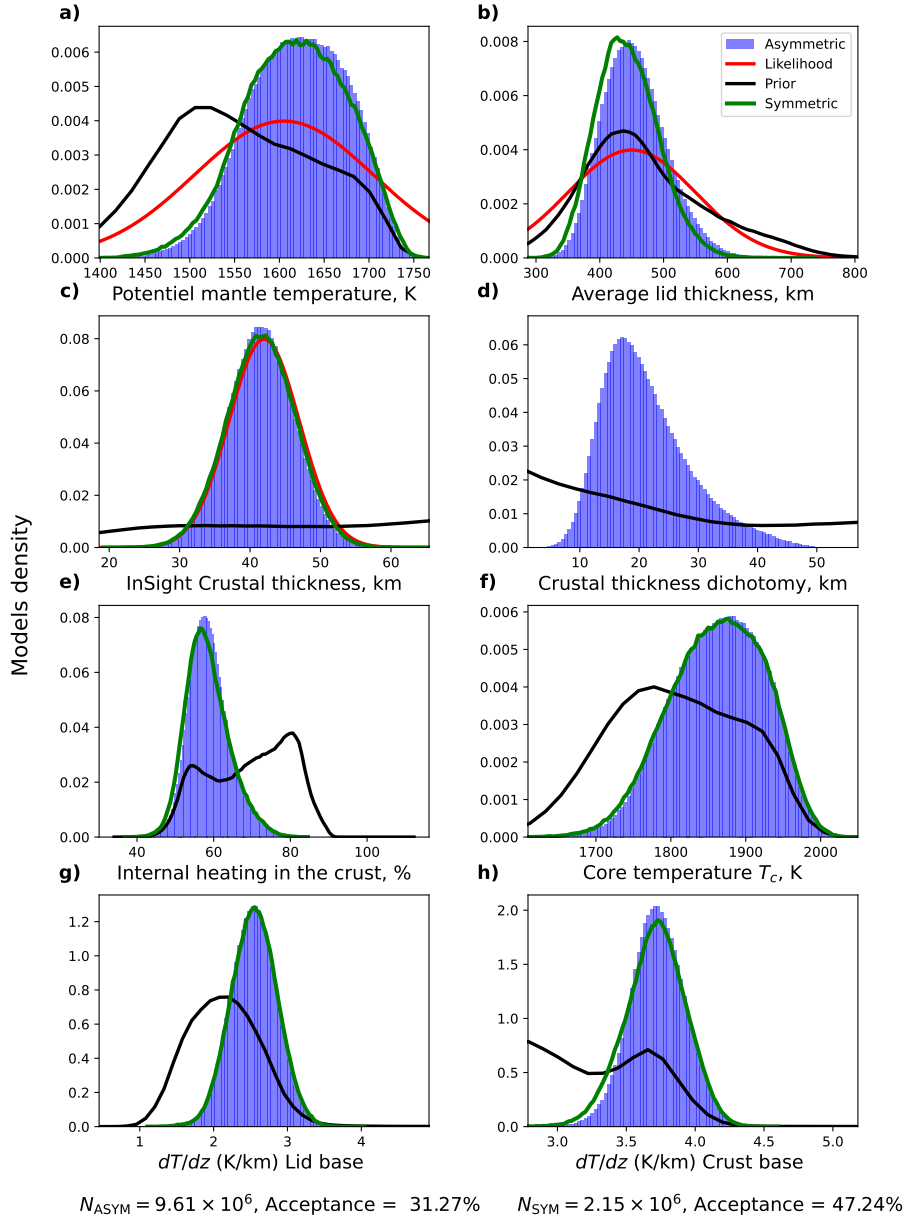 a)
0.006
0.005
0.004
0.003
0.002
0.001
0.000
1400 1450 1500 1550 1600 1650 1700 1750
Potentiel mantle temperature, K
b)
0.008
0.006
0.004
0.002
0.000
300 400 500 600 700 800
Average lid thickness, km
Asymmetric
Likelihood
Prior
Symmetric
c)
0.08
0.06
0.04
0.02
0.00
20 30 40 50 60
InSight Crustal thickness, km
d)
0.06
0.05
0.04
0.03
0.02
0.01
0.00
10 20 30 40 50
Crustal thickness dichotomy, km
Models density
e)
0.08
0.06
0.04
0.02
0.00
40 60 80 100
Internal heating in the crust, %
f)
0.006
0.005
0.004
0.003
0.002
0.001
0.000
1700 1800 1900 2000
Core temperature T_c, K
g)
1.2
1.0
0.8
0.6
0.4
0.2
0.0
1 2 3 4
dT/dz (K/km) Lid base
h)
2.0
1.5
1.0
0.5
0.0
3.0 3.5 4.0 4.5 5.0
dT/dz (K/km) Crust base
N_ASYM = 9.61 × 10⁶, Acceptance = 31.27%
N_SYM = 2.15 × 10⁶, Acceptance = 47.24%